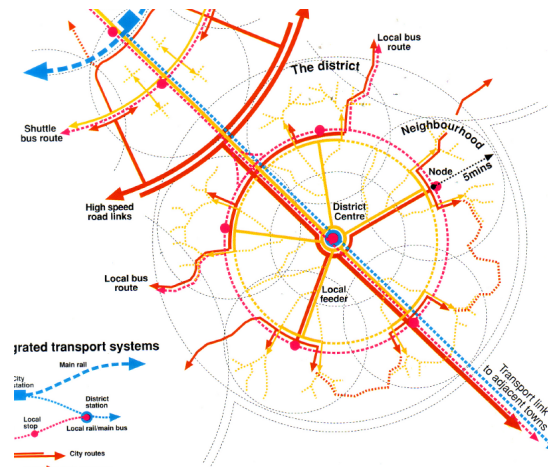 Local bus
route
The district
Shuttle
bus route
Neighbourhood
Node
5mins
High speed
road links
District
Centre
Local bus
route
Local
feeder
grated transport systems
Main rail
City
station
District
station
Local
stop
Local rail/main bus
City routes
Transport link
to adjacent towns